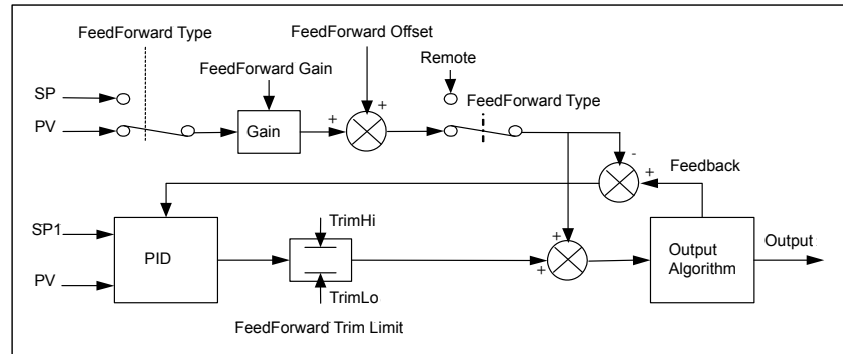 FeedForward Type
FeedForward Offset
FeedForward Gain
Remote
SP
FeedForward Type
PV
+
+
Gain
-
+
Feedback
SP1
TrimHi
+
Output
PID
Output
Algorithm
+
PV
TrimLo
FeedForward Trim Limit